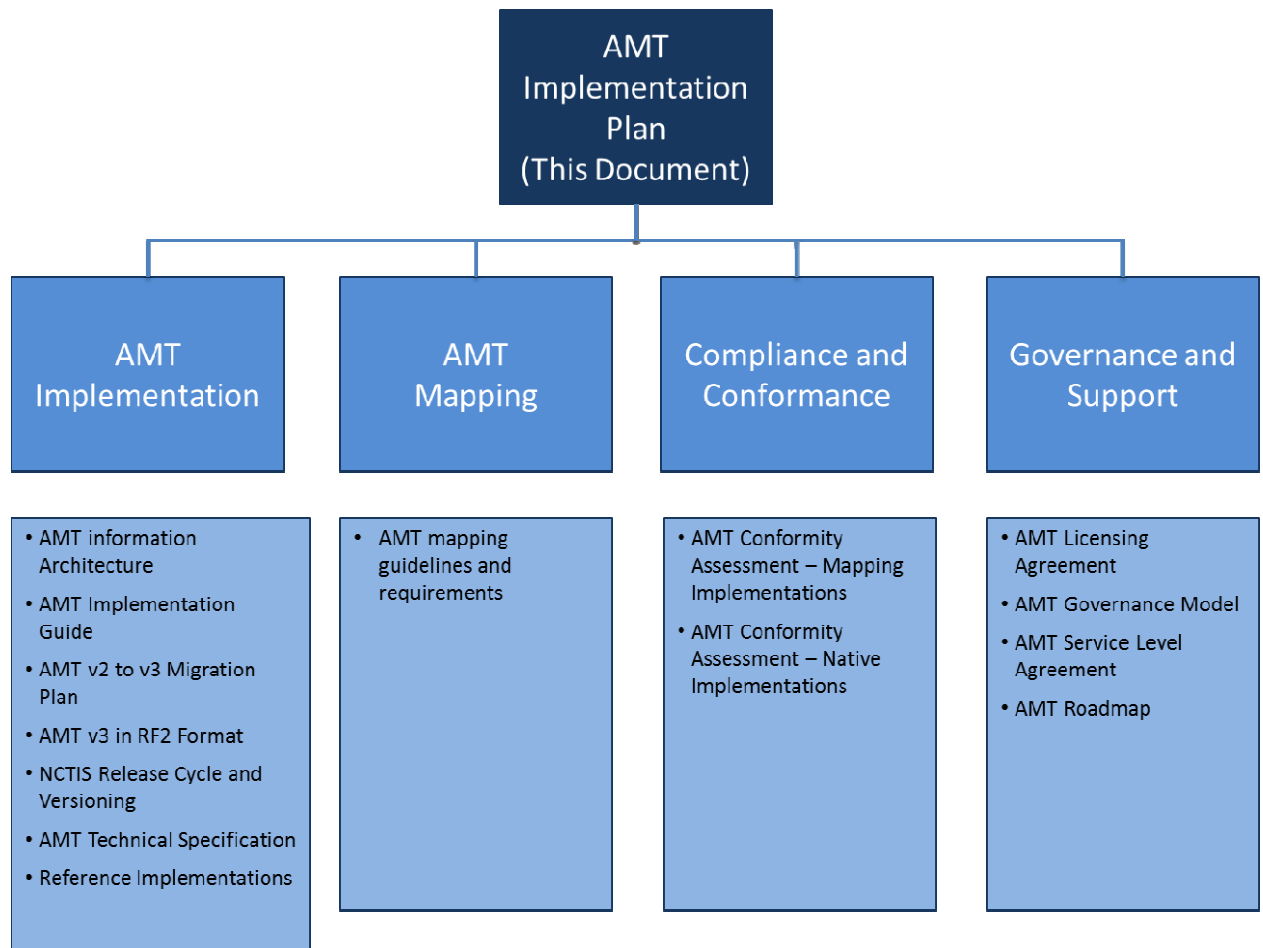 AMT
Implementation
Plan
(This Document)
AMT
Implementation
AMT
Mapping
Compliance and
Conformance
Governance and
Support
• AMT information
Architecture
• AMT Implementation
Guide
• AMT v2 to v3 Migration
Plan
• AMT v3 in RF2 Format
• NCTIS Release Cycle and
Versioning
• AMT Technical Specification
• Reference Implementations
• AMT mapping
guidelines and
requirements
• AMT Conformity
Assessment – Mapping
Implementations
• AMT Conformity
Assessment – Native
Implementations
• AMT Licensing
Agreement
• AMT Governance Model
• AMT Service Level
Agreement
• AMT Roadmap